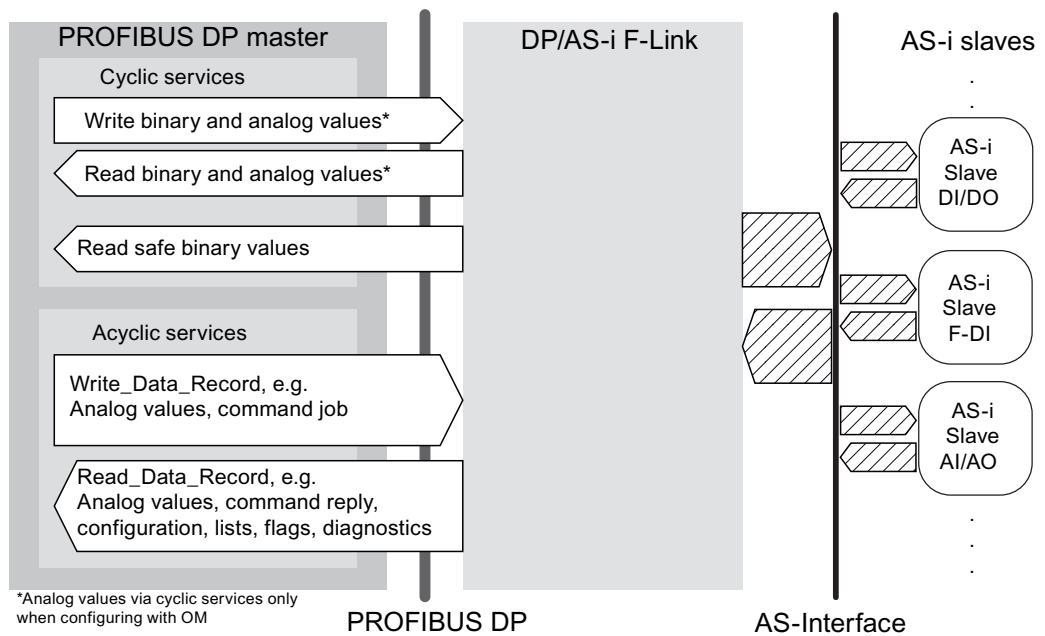 PROFIBUS DP master
DP/AS-i F-Link
AS-i slaves
Cyclic services
Write binary and analog values*
Read binary and analog values*
Read safe binary values
Acyclic services
Write_Data_Record, e.g.
Analog values, command job
Read_Data_Record, e.g.
Analog values, command reply,
configuration, lists, flags, diagnostics
AS-i
Slave
DI/DO
AS-i
Slave
F-DI
AS-i
Slave
AI/AO
*Analog values via cyclic services only
when configuring with OM
PROFIBUS DP
AS-Interface